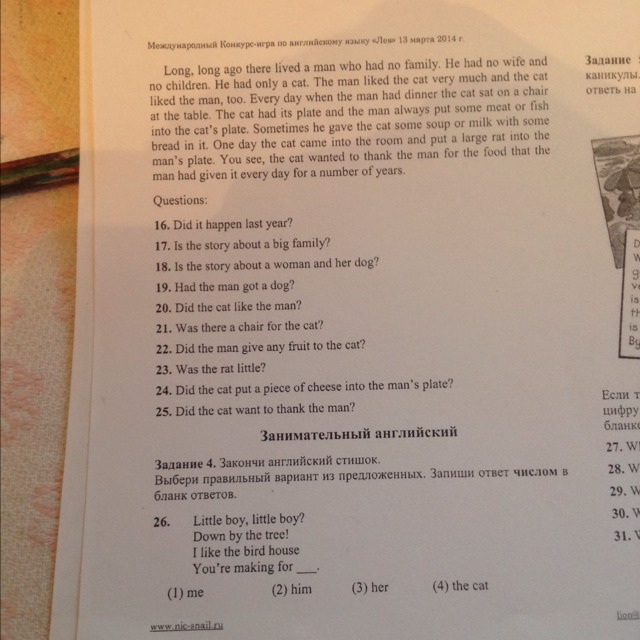 Международный Конкурс-игра по английскому языку «Лев» 13 марта 2014 г.
Long, long ago there lived a man who had no family. He had no wife and
no children. He had only a cat. The man liked the cat very much and the cat
liked the man, too. Every day when the man had dinner the cat sat on a chair
at the table. The cat had its plate and the man always put some meat or fish
into the cat's plate. Sometimes he gave the cat some soup or milk with some
bread in it. One day the cat came into the room and put a large rat into the
man's plate. You see, the cat wanted to thank the man for the food that the
man had given it every day for a number of years.
Questions:
16. Did it happen last year?
17. Is the story about a big family?
18. Is the story about a woman and her dog?
19. Had the man got a dog?
20. Did the cat like the man?
21. Was there a chair for the cat?
22. Did the man give any fruit to the cat?
23. Was the rat little?
24. Did the cat put a piece of cheese into the man's plate?
25. Did the cat want to thank the man?
Занимательный английский
Задание 4. Закончи английский стишок.
Выбери правильный вариант из предложенных. Запиши ответ числом в
бланк ответов.
26. Little boy, little boy?
Down by the tree!
I like the bird house
You're making for ___.
(1) me (2) him (3) her (4) the cat
www.nic-snail.ru
Задание
каникулы.
ответь на
By
Если т
цифру
бланк
27. W
28. W
29. W
30. W
31.